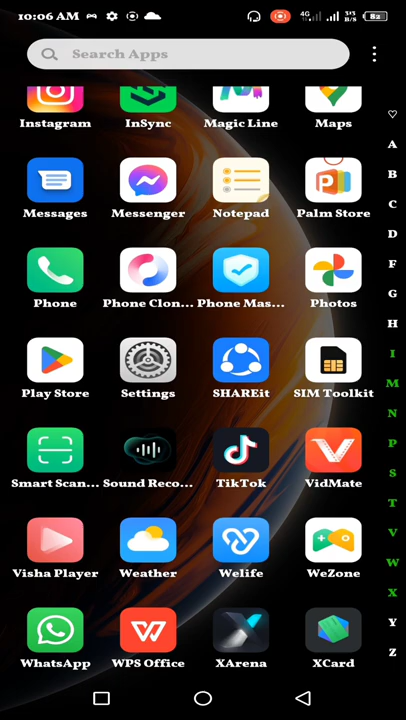 10:06 AM
4G
B/S
Search Apps
Instagram InSync Magic Line Maps
A
Messages Messenger Notepad Palm Store
B
C
D
Phone Phone Clon... Phone Mas... Photos
F
G
H
Play Store Settings SHAREit SIM Toolkit
I
M
N
P
Smart Scan... Sound Reco... TikTok VidMate
S
T
V
Visha Player Weather Welife WeZone
W
X
Y
WhatsApp WPS Office XArena XCard
Z